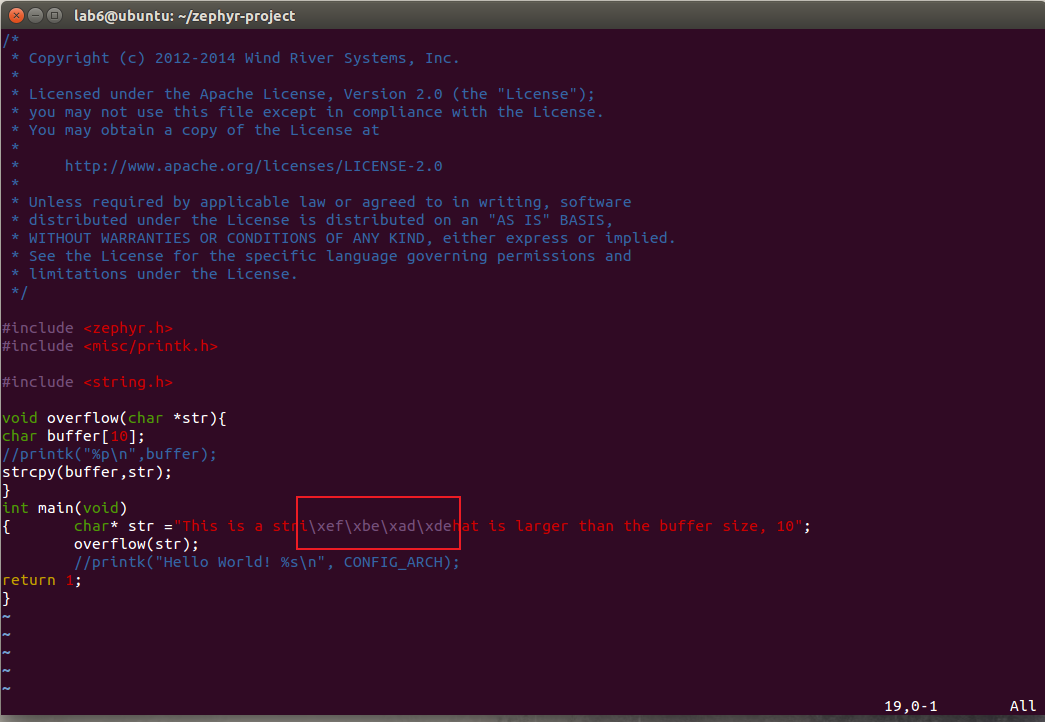 lab6@ubuntu: ~/zephyr-project
/*
 * Copyright (c) 2012-2014 Wind River Systems, Inc.
 *
 * Licensed under the Apache License, Version 2.0 (the "License");
 * you may not use this file except in compliance with the License.
 * You may obtain a copy of the License at
 *
 *     http://www.apache.org/licenses/LICENSE-2.0
 *
 * Unless required by applicable law or agreed to in writing, software
 * distributed under the License is distributed on an "AS IS" BASIS,
 * WITHOUT WARRANTIES OR CONDITIONS OF ANY KIND, either express or implied.
 * See the License for the specific language governing permissions and
 * limitations under the License.
 */
#include <zephyr.h>
#include <misc/printk.h>
#include <string.h>
void overflow(char *str){
char buffer[10];
//printk("%p\n",buffer);
strcpy(buffer,str);
}
int main(void)
{       char* str ="This is a stri\xef\xbe\xad\xdehat is larger than the buffer size, 10";
        overflow(str);
        //printk("Hello World! %s\n", CONFIG_ARCH);
return 1;
}
~
~
~
~
~
19,0-1        All